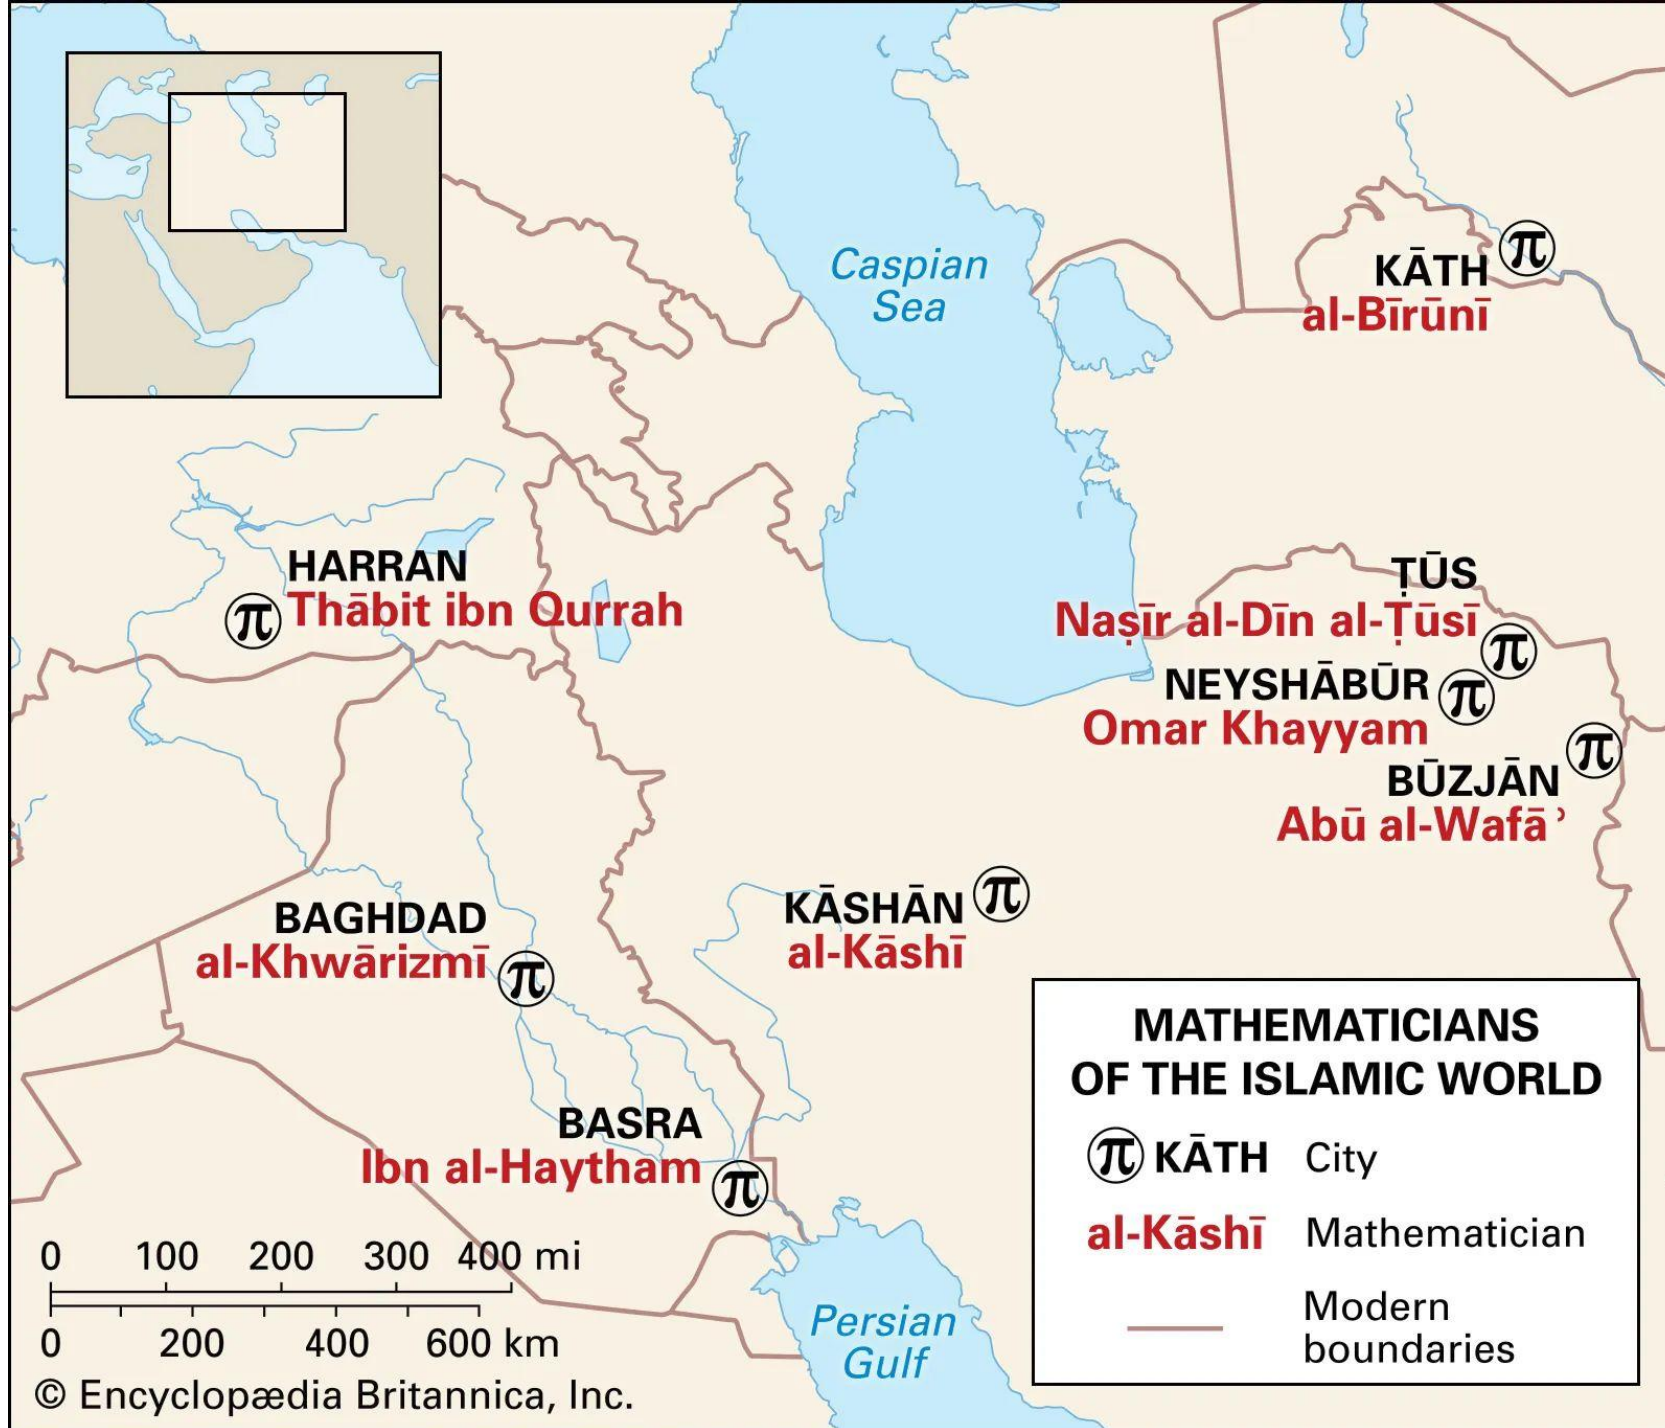 Caspian
Sea
KĀTH
al-Bīrūnī
HARRAN
Thābit ibn Qurrah
ṬŪS
Naṣīr al-Dīn al-Ṭūsī
NEYSHĀBŪR
Omar Khayyam
BŪZJĀN
Abū al-Wafāʾ
KĀSHĀN
al-Kāshī
BAGHDAD
al-Khwārizmī
BASRA
Ibn al-Haytham
Persian
Gulf
MATHEMATICIANS
OF THE ISLAMIC WORLD
π KĀTH City
al-Kāshī Mathematician
Modern
boundaries
0 100 200 300 400 mi
0 200 400 600 km
© Encyclopædia Britannica, Inc.